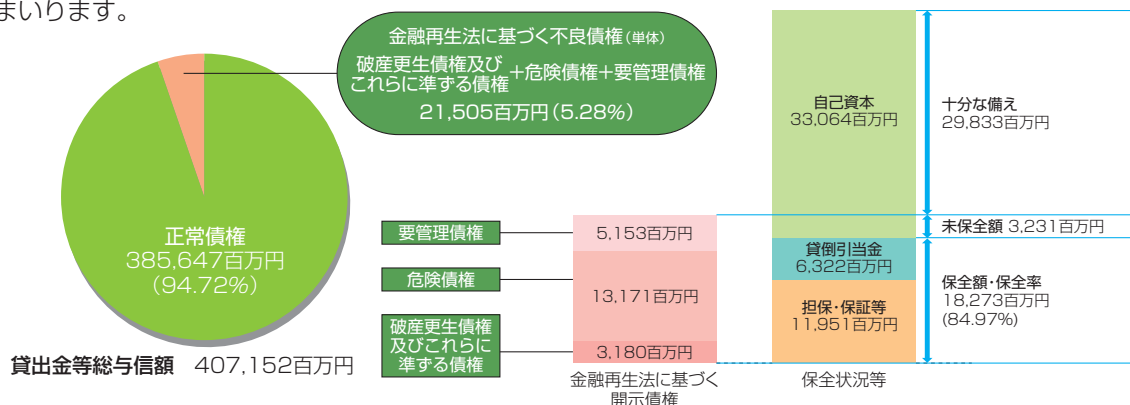 まいります。
金融再生法に基づく不良債権(単体)
破産更生債権及び
これらに準ずる債権+危険債権+要管理債権
21,505百万円(5.28%)
正常債権
385,647百万円
(94.72%)
貸出金等総与信額 407,152百万円
要管理債権
危険債権
破産更生債権
及びこれらに
準ずる債権
5,153百万円
13,171百万円
3,180百万円
金融再生法に基づく
開示債権
自己資本
33,064百万円
貸倒引当金
6,322百万円
担保・保証等
11,951百万円
保全状況等
十分な備え
29,833百万円
未保全額 3,231百万円
保全額・保全率
18,273百万円
(84.97%)